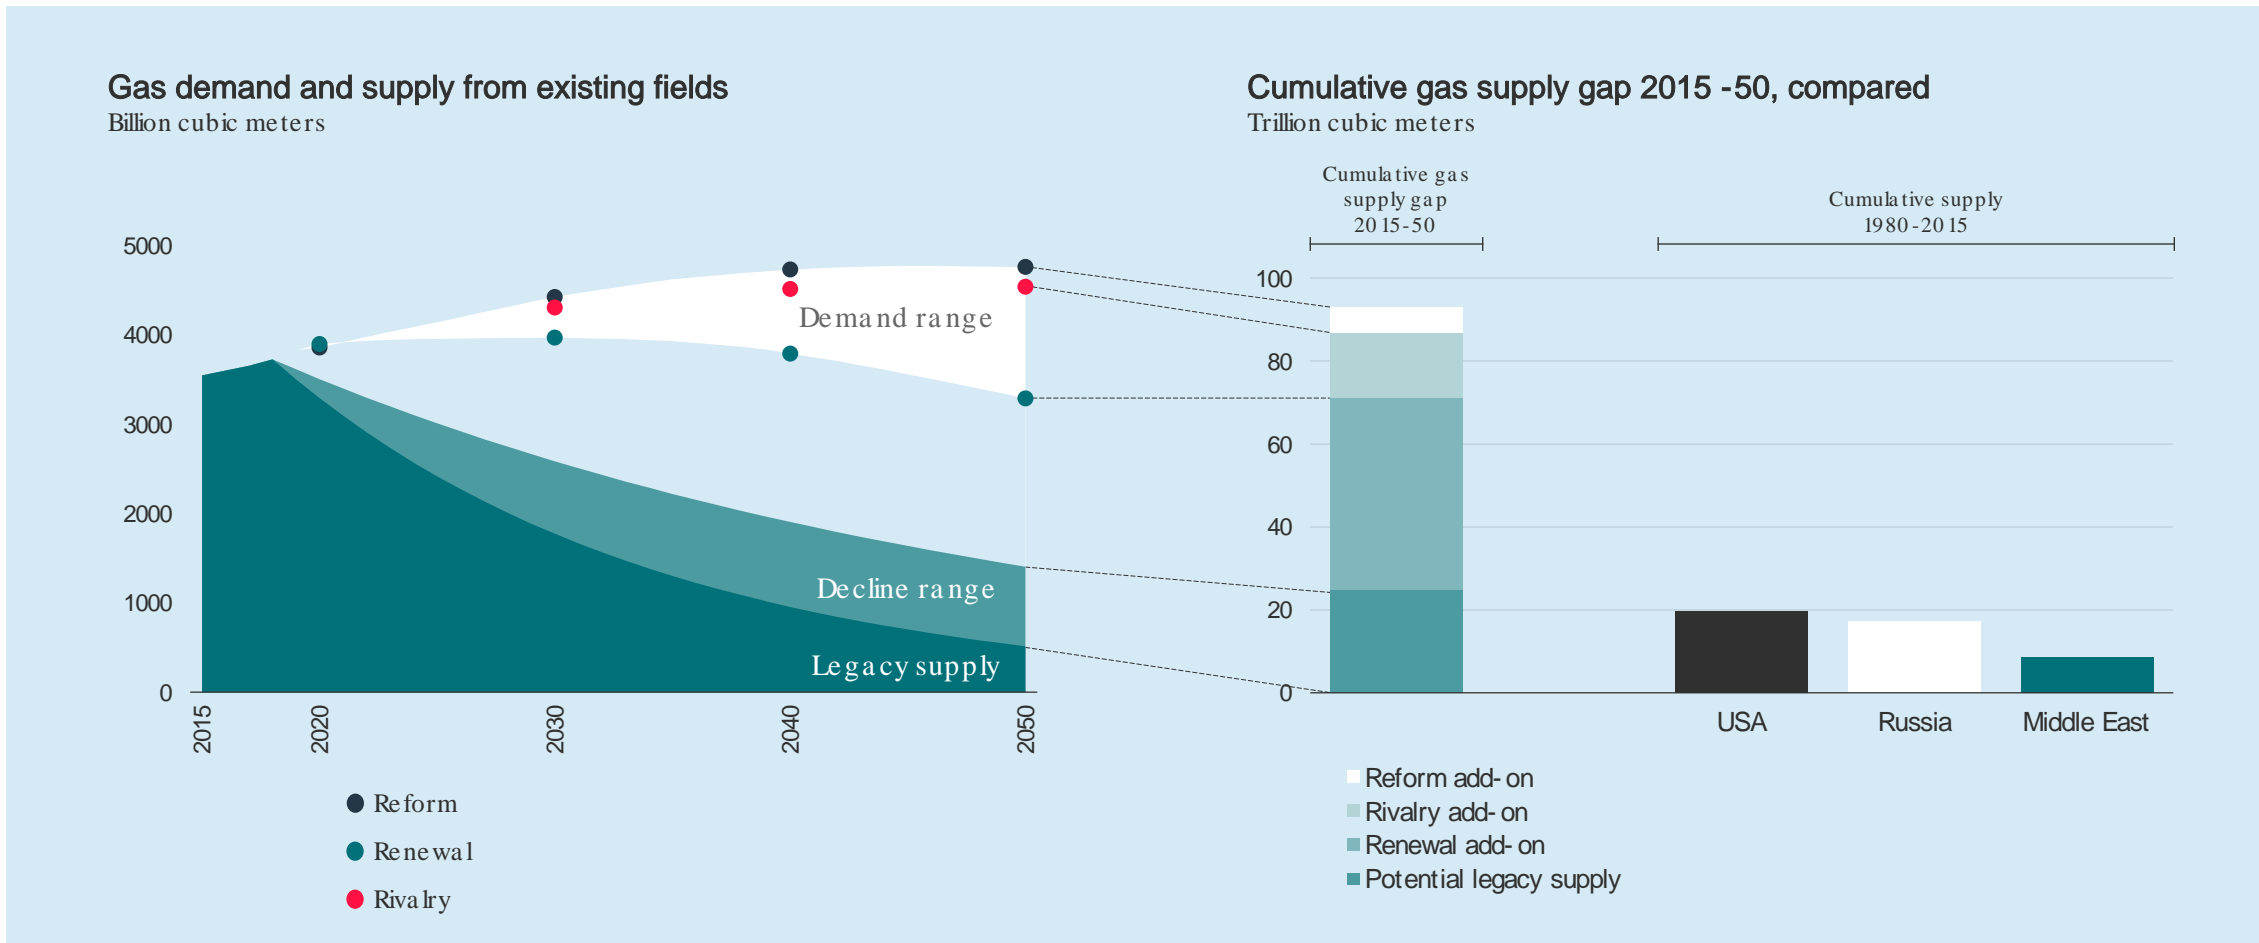 Gas demand and supply from existing fields
Billion cubic meters
5000
4000
3000
2000
1000
0
2015
2020
2030
2040
2050
Demand range
Decline range
Legacy supply
Reform
Renewal
Rivalry
Cumulative gas supply gap 2015 -50, compared
Trillion cubic meters
Cumulative gas
supply gap
2015-50
Cumulative supply
1980-2015
100
80
60
40
20
0
USA
Russia
Middle East
Reform add- on
Rivalry add- on
Renewal add- on
Potential legacy supply